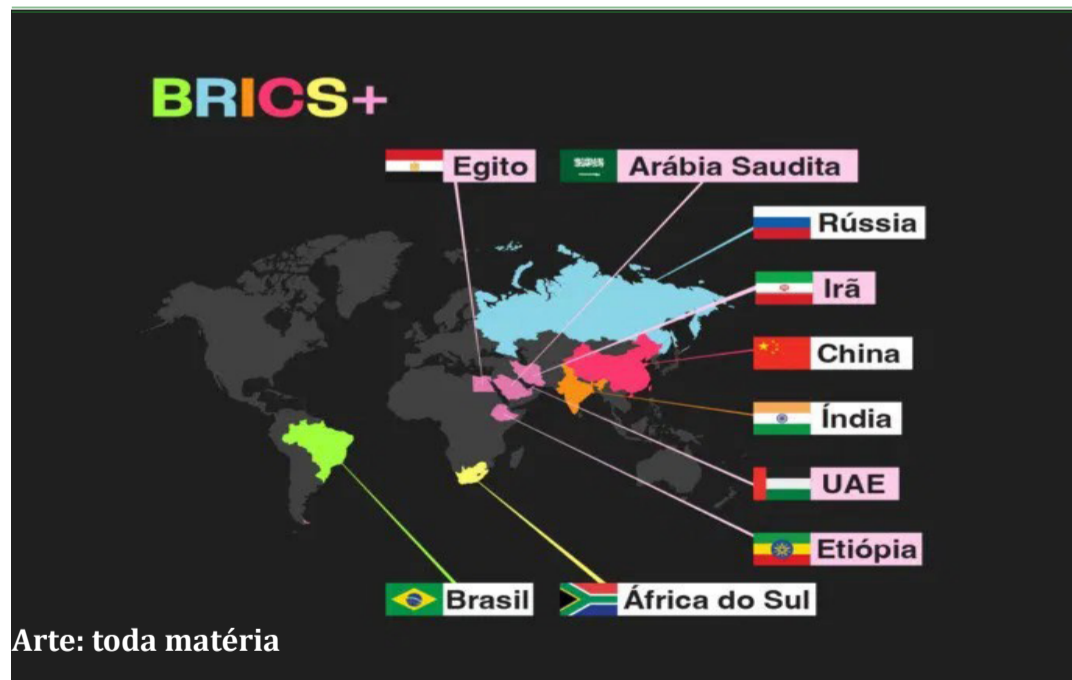 BRICS+
Egito
Arábia Saudita
Rússia
Irã
China
Índia
UAE
Etiópia
Brasil
África do Sul
Arte: toda matéria